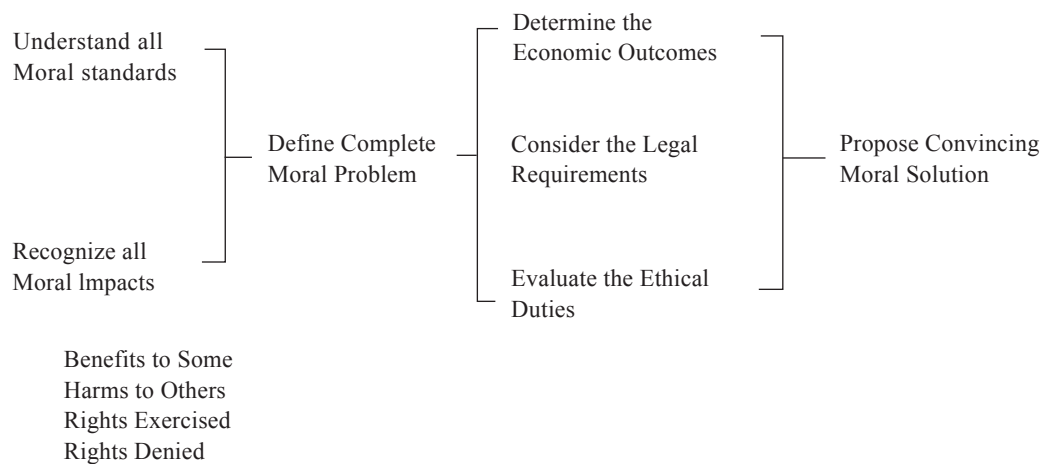 Understand all
Moral standards
Recognize all
Moral lmpacts
Benefits to Some
Harms to Others
Rights Exercised
Rights Denied
Define Complete
Moral Problem
Determine the
Economic Outcomes
Consider the Legal
Requirements
Evaluate the Ethical
Duties
Propose Convincing
Moral Solution